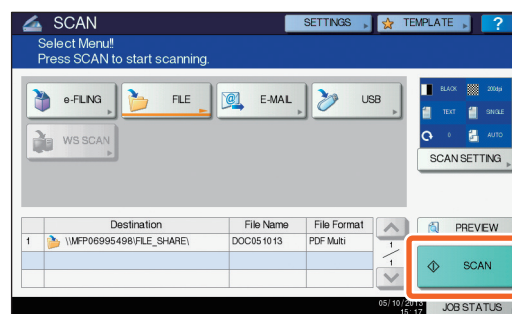 SCAN
SETTINGS
TEMPLATE
?
Select Menu!!
Press SCAN to start scanning.
e-FILING
FILE
E-MAIL
USB
WS SCAN
BLACK
200dpi
TEXT
SINGLE
0
AUTO
SCAN SETTING
Destination File Name File Format
1 \\MFP06995498\FILE_SHARE\ DOC051013 PDF Multi
1
1
PREVIEW
SCAN
05/10/2013
15:17
JOB STATUS